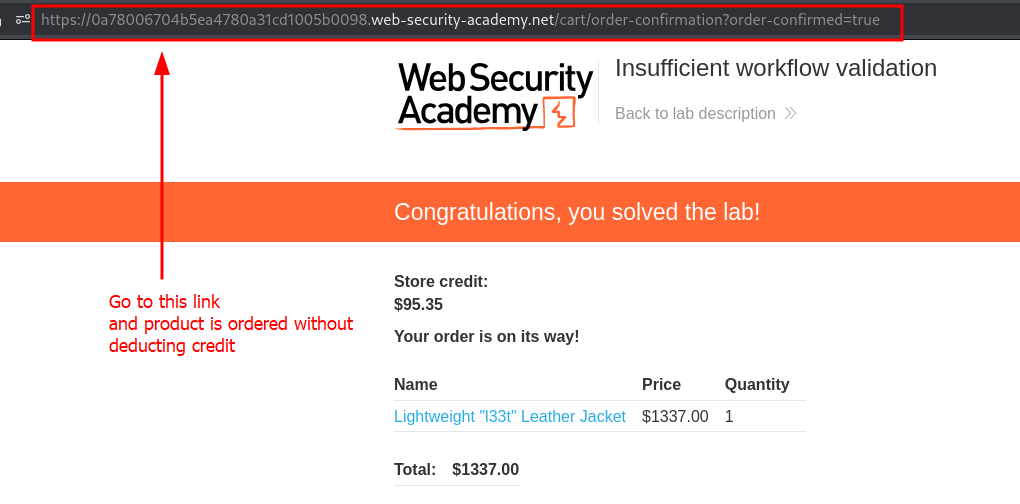 https://0a78006704b5ea4780a31cd1005b0098.web-security-academy.net/cart/order-confirmation?order-confirmed=true
Web Security
Academy
Insufficient workflow validation
Back to lab description
Congratulations, you solved the lab!
Go to this link
and product is ordered without
deducting credit
Store credit:
$95.35
Your order is on its way!
Name Price Quantity
Lightweight "l33t" Leather Jacket $1337.00 1
Total: $1337.00